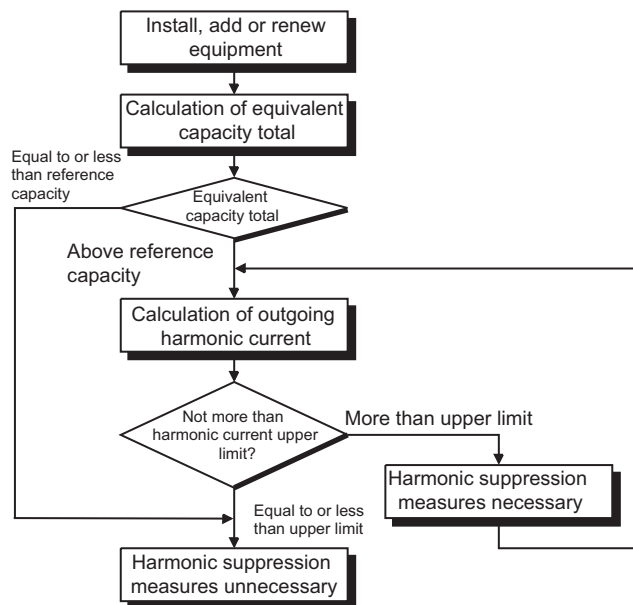 Install, add or renew
equipment
Calculation of equivalent
capacity total
Equal to or less
than reference
capacity
Equivalent
capacity total
Above reference
capacity
Calculation of outgoing
harmonic current
Not more than
harmonic current upper
limit?
More than upper limit
Harmonic suppression
measures necessary
Equal to or less
than upper limit
Harmonic suppression
measures unnecessary